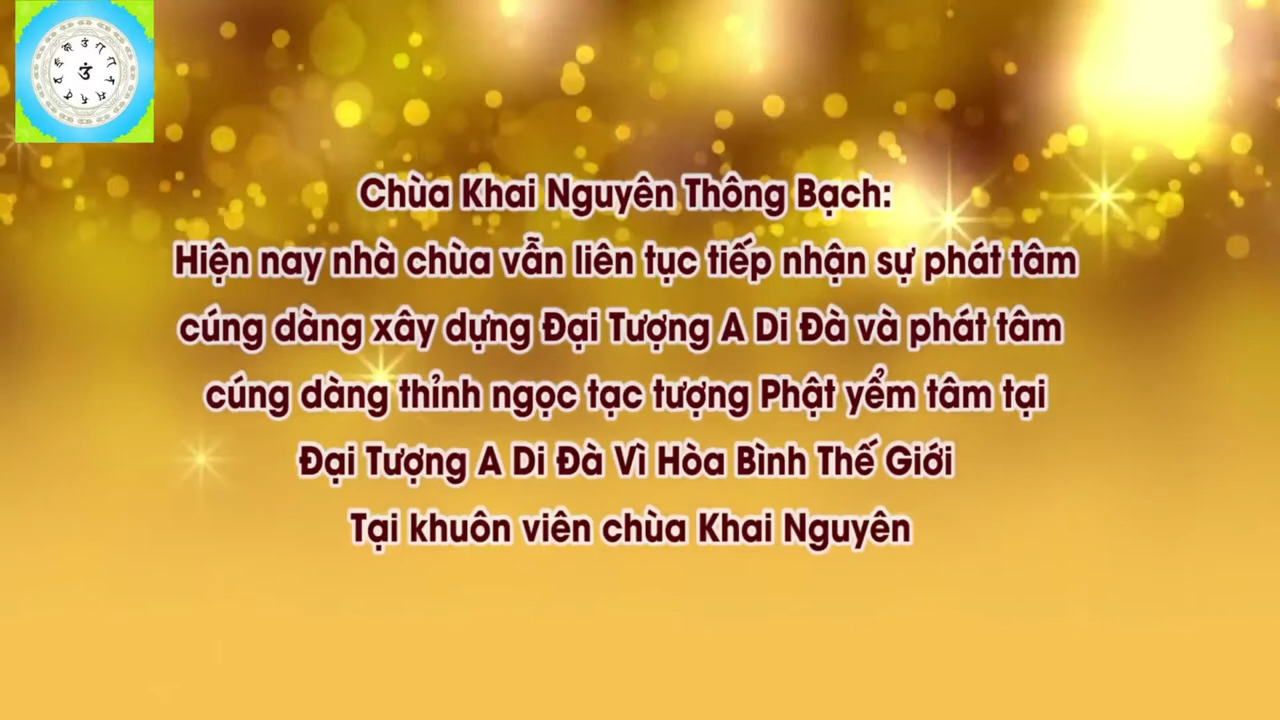 Chùa Khai Nguyên Thông Bạch:
Hiện nay nhà chùa vẫn liên tục tiếp nhận sự phát tâm
cúng dàng xây dựng Đại Tượng A Di Đà và phát tâm
cúng dàng thỉnh ngọc tạc tượng Phật yểm tâm tại
Đại Tượng A Di Đà Vì Hòa Bình Thế Giới
Tại khuôn viên chùa Khai Nguyên